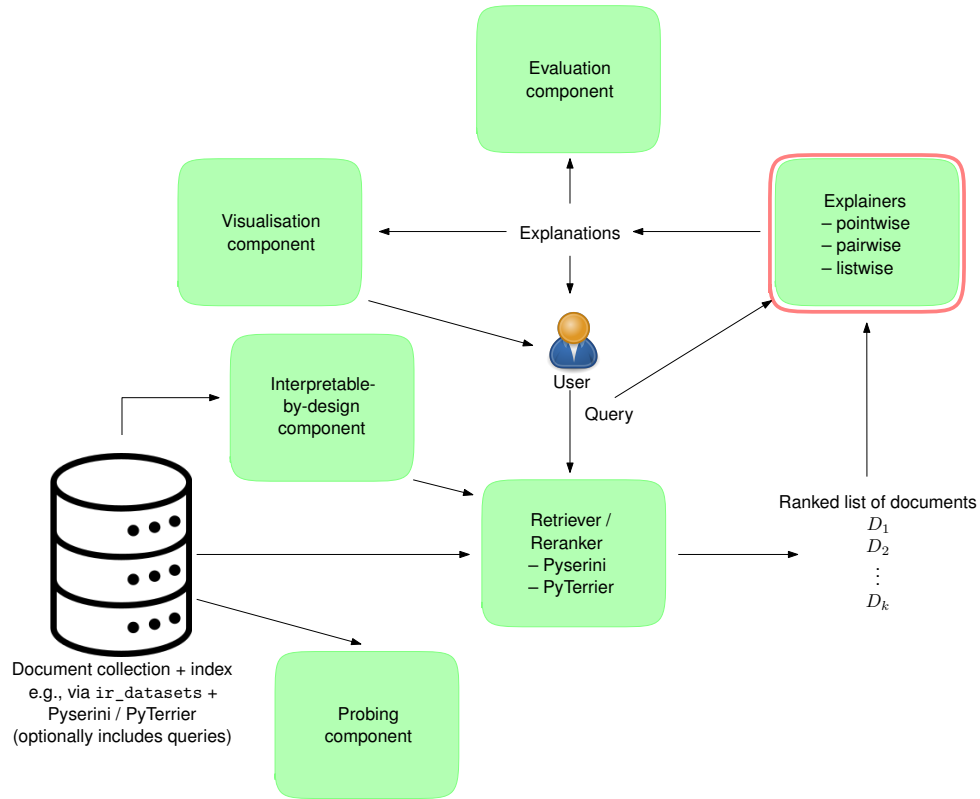 Evaluation
component
Visualisation
component
Explanations
Explainers
– pointwise
– pairwise
– listwise
User
Query
Interpretable-
by-design
component
Retriever /
Reranker
– Pyserini
– PyTerrier
Ranked list of documents
D₁
D₂
⋮
Dₖ
Document collection + index
e.g., via ir_datasets +
Pyserini / PyTerrier
(optionally includes queries)
Probing
component